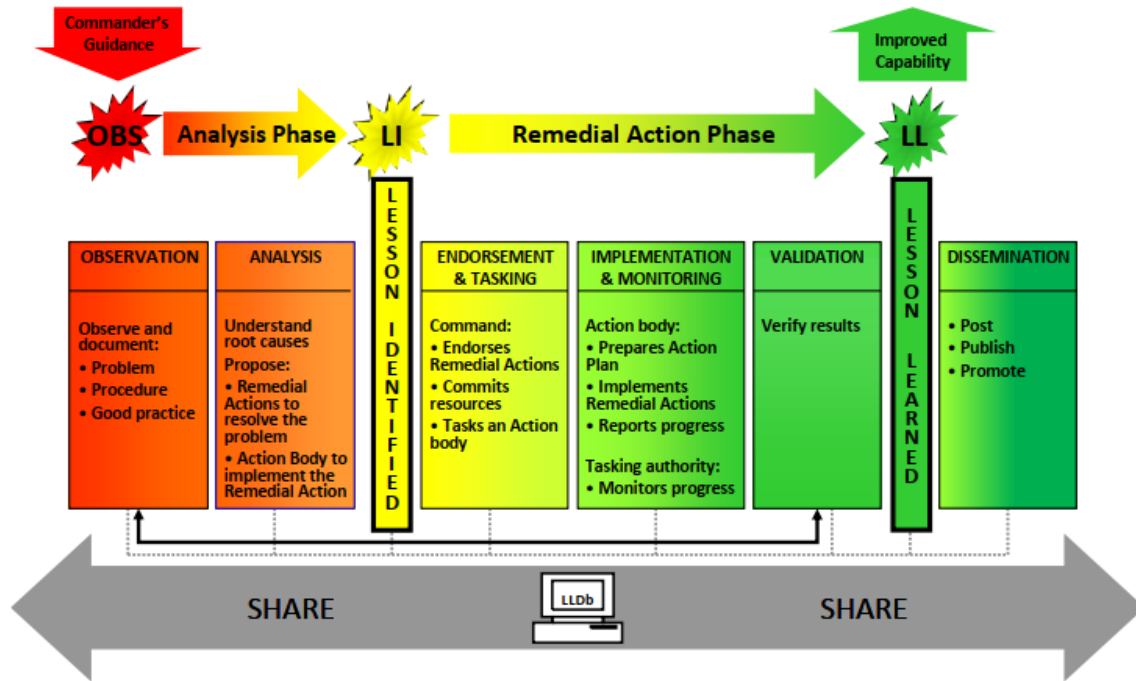 Commander's
Guidance
Improved
Capability
OBS
Analysis Phase
LI
Remedial Action Phase
LL
OBSERVATION
Observe and
document:
• Problem
• Procedure
• Good practice
ANALYSIS
Understand
root causes
Propose:
• Remedial
Actions to
resolve the
problem
• Action Body to
implement the
Remedial Action
LESSON IDENTIFIED
ENDORSEMENT
& TASKING
Command:
• Endorses
Remedial Actions
• Commits
resources
• Tasks an Action
body
IMPLEMENTATION
& MONITORING
Action body:
• Prepares Action
Plan
• Implements
Remedial Actions
• Reports progress
Tasking authority:
• Monitors progress
VALIDATION
Verify results
LESSON LEARNED
DISSEMINATION
• Post
• Publish
• Promote
SHARE
LLDb
SHARE